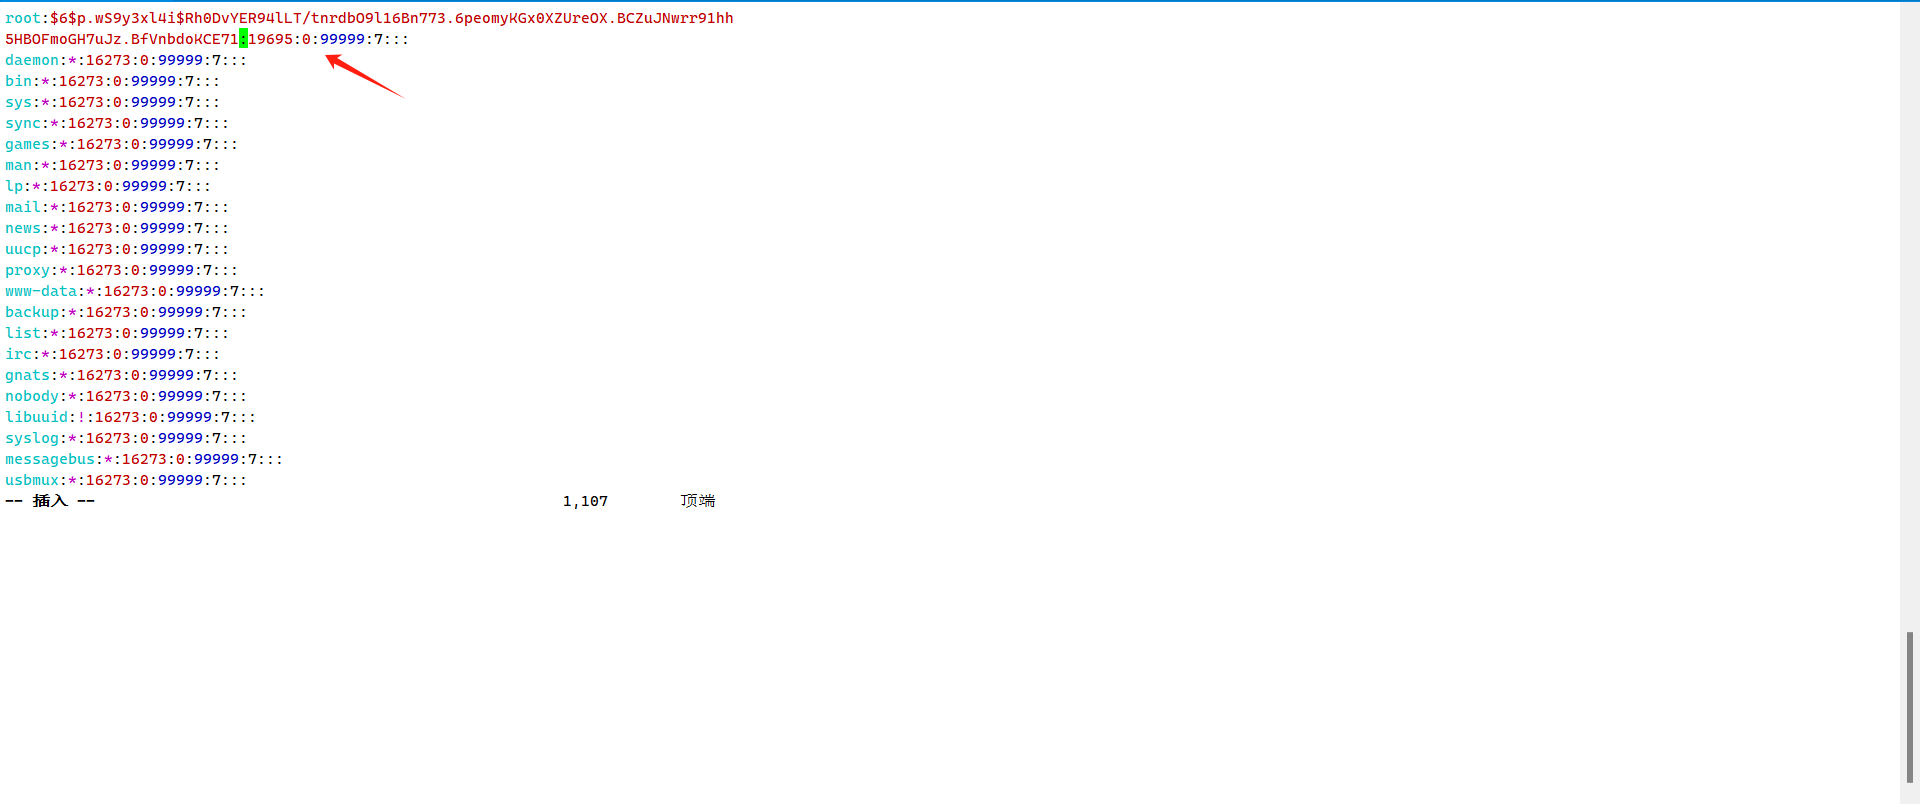 root:$6$p.wS9y3xl4i$Rh0DvYER94lLT/tnrdbO9l16Bn773.6peomyKGx0XZUreOX.BCZuJNwrr91hh
5HBOFmoGH7uJz.BfVnbdoKCE71:19695:0:99999:7:::
daemon:*:16273:0:99999:7:::
bin:*:16273:0:99999:7:::
sys:*:16273:0:99999:7:::
sync:*:16273:0:99999:7:::
games:*:16273:0:99999:7:::
man:*:16273:0:99999:7:::
lp:*:16273:0:99999:7:::
mail:*:16273:0:99999:7:::
news:*:16273:0:99999:7:::
uucp:*:16273:0:99999:7:::
proxy:*:16273:0:99999:7:::
www-data:*:16273:0:99999:7:::
backup:*:16273:0:99999:7:::
list:*:16273:0:99999:7:::
irc:*:16273:0:99999:7:::
gnats:*:16273:0:99999:7:::
nobody:*:16273:0:99999:7:::
libuuid:!:16273:0:99999:7:::
syslog:*:16273:0:99999:7:::
messagebus:*:16273:0:99999:7:::
usbmux:*:16273:0:99999:7:::
-- 插入 -- 1,107 顶端